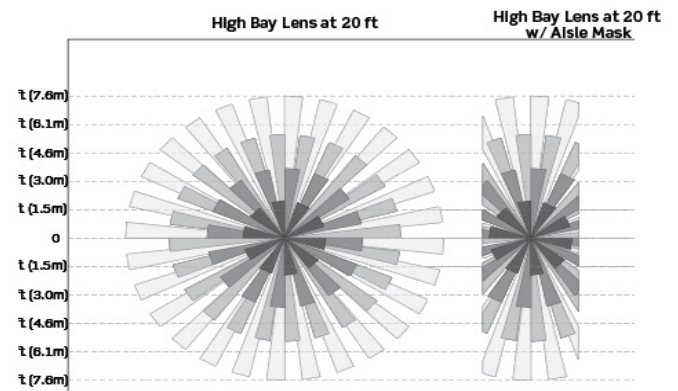 High Bay Lens at 20 ft
High Bay Lens at 20 ft
w/ Aisle Mask
t (7.6m)
t (6.1m)
t (4.6m)
t (3.0m)
t (1.5m)
0
t (1.5m)
t (3.0m)
t (4.6m)
t (6.1m)
t (7.6m)